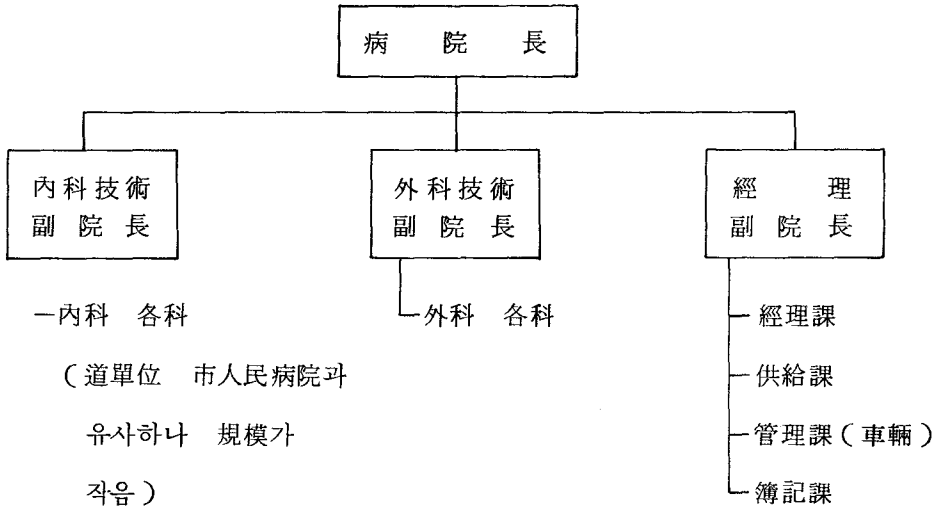 病院長
內科技術
副院長
外科技術
副院長
經理
副院長
內科 各科
(道單位 市人民病院과
유사하나 規模가
작음)
外科 各科
經理課
供給課
管理課(車輛)
簿記課